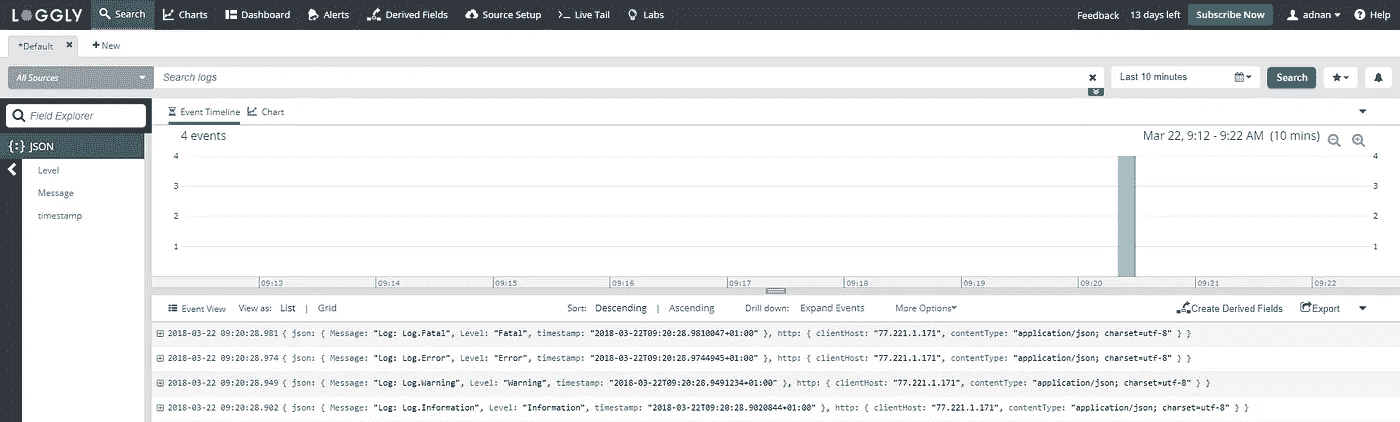 LOGGLY Search Charts Dashboard Alerts Derived Fields Source Setup >_ Live Tail Labs Feedback 13 days left Subscribe Now adnan Help
*Default ✖ + New
All Sources Search logs ✖ Last 10 minutes Search
Field Explorer
Event Timeline Chart
{:} JSON
4 events Mar 22, 9:12 - 9:22 AM (10 mins)
Level
Message
timestamp
4 4
3 3
2 2
1 1
09:13 09:14 09:15 09:16 09:17 09:18 09:19 09:20 09:21 09:22
Event View View as: List | Grid Sort: Descending | Ascending Drill down: Expand Events More Options Create Derived Fields Export
2018-03-22 09:20:28.981 { json: { Message: "Log: Log.Fatal", Level: "Fatal", timestamp: "2018-03-22T09:20:28.9810047+01:00" }, http: { clientHost: "77.221.1.171", contentType: "application/json; charset=utf-8" } }
2018-03-22 09:20:28.974 { json: { Message: "Log: Log.Error", Level: "Error", timestamp: "2018-03-22T09:20:28.9744945+01:00" }, http: { clientHost: "77.221.1.171", contentType: "application/json; charset=utf-8" } }
2018-03-22 09:20:28.949 { json: { Message: "Log: Log.Warning", Level: "Warning", timestamp: "2018-03-22T09:20:28.9491234+01:00" }, http: { clientHost: "77.221.1.171", contentType: "application/json; charset=utf-8" } }
2018-03-22 09:20:28.902 { json: { Message: "Log: Log.Information", Level: "Information", timestamp: "2018-03-22T09:20:28.9020844+01:00" }, http: { clientHost: "77.221.1.171", contentType: "application/json; charset=utf-8" } }